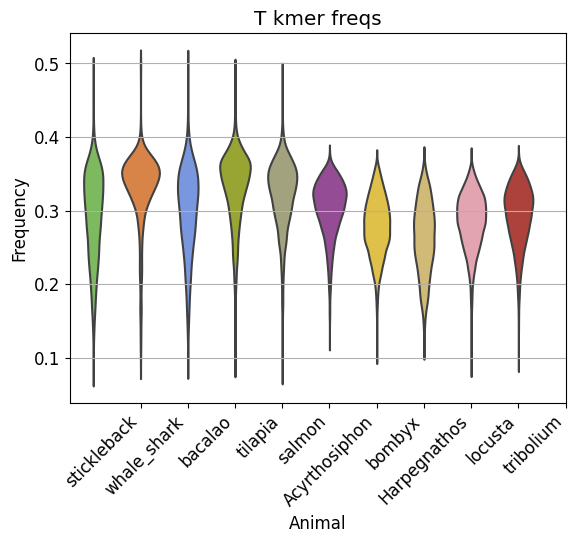 T kmer freqs
0.5
0.4
0.3
0.2
0.1
Frequency
stickleback
whale_shark
bacalao
tilapia
salmon
Acyrthosiphon
bombyx
Harpegnathos
locusta
tribolium
Animal